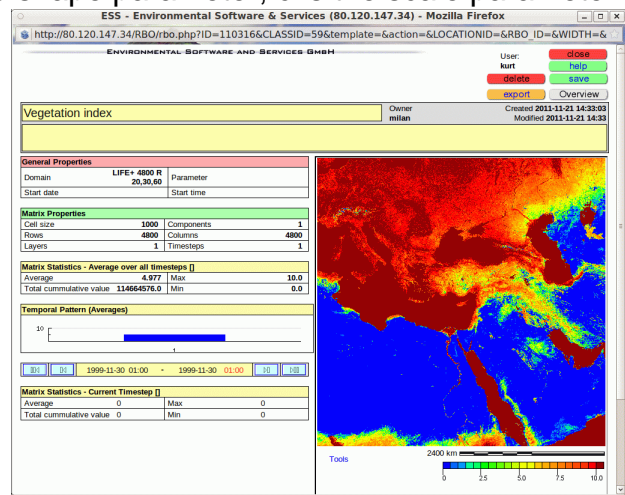 ESS - Environmental Software & Services (80.120.147.34) - Mozilla Firefox
http://80.120.147.34/RBO/rbo.php?ID=110316&CLASSID=59&template=&action=&LOCATIONID=&RBO_ID=&WIDTH=&
Environmental Software and Services GmbH
User:
kurt
close
help
delete save
export Overview
Vegetation index
Owner
milan
Created 2011-11-21 14:33:03
Modified 2011-11-21 14:33
General Properties
Domain LIFE+ 4800 R 20,30,60 Parameter
Start date Start time
Matrix Properties
Cell size 1000 Components 1
Rows 4800 Columns 4800
Layers 1 Timesteps 1
Matrix Statistics - Average over all timesteps []
Average 4.977 Max 10.0
Total cummulative value 114664576.0 Min 0.0
Temporal Pattern (Averages)
10
1
1999-11-30 01:00 - 1999-11-30 01:00
Matrix Statistics - Current Timestep []
Average 0 Max 0
Total cummulative value 0 Min 0
Tools
2400 km
0 2.5 5.0 7.5 10.0